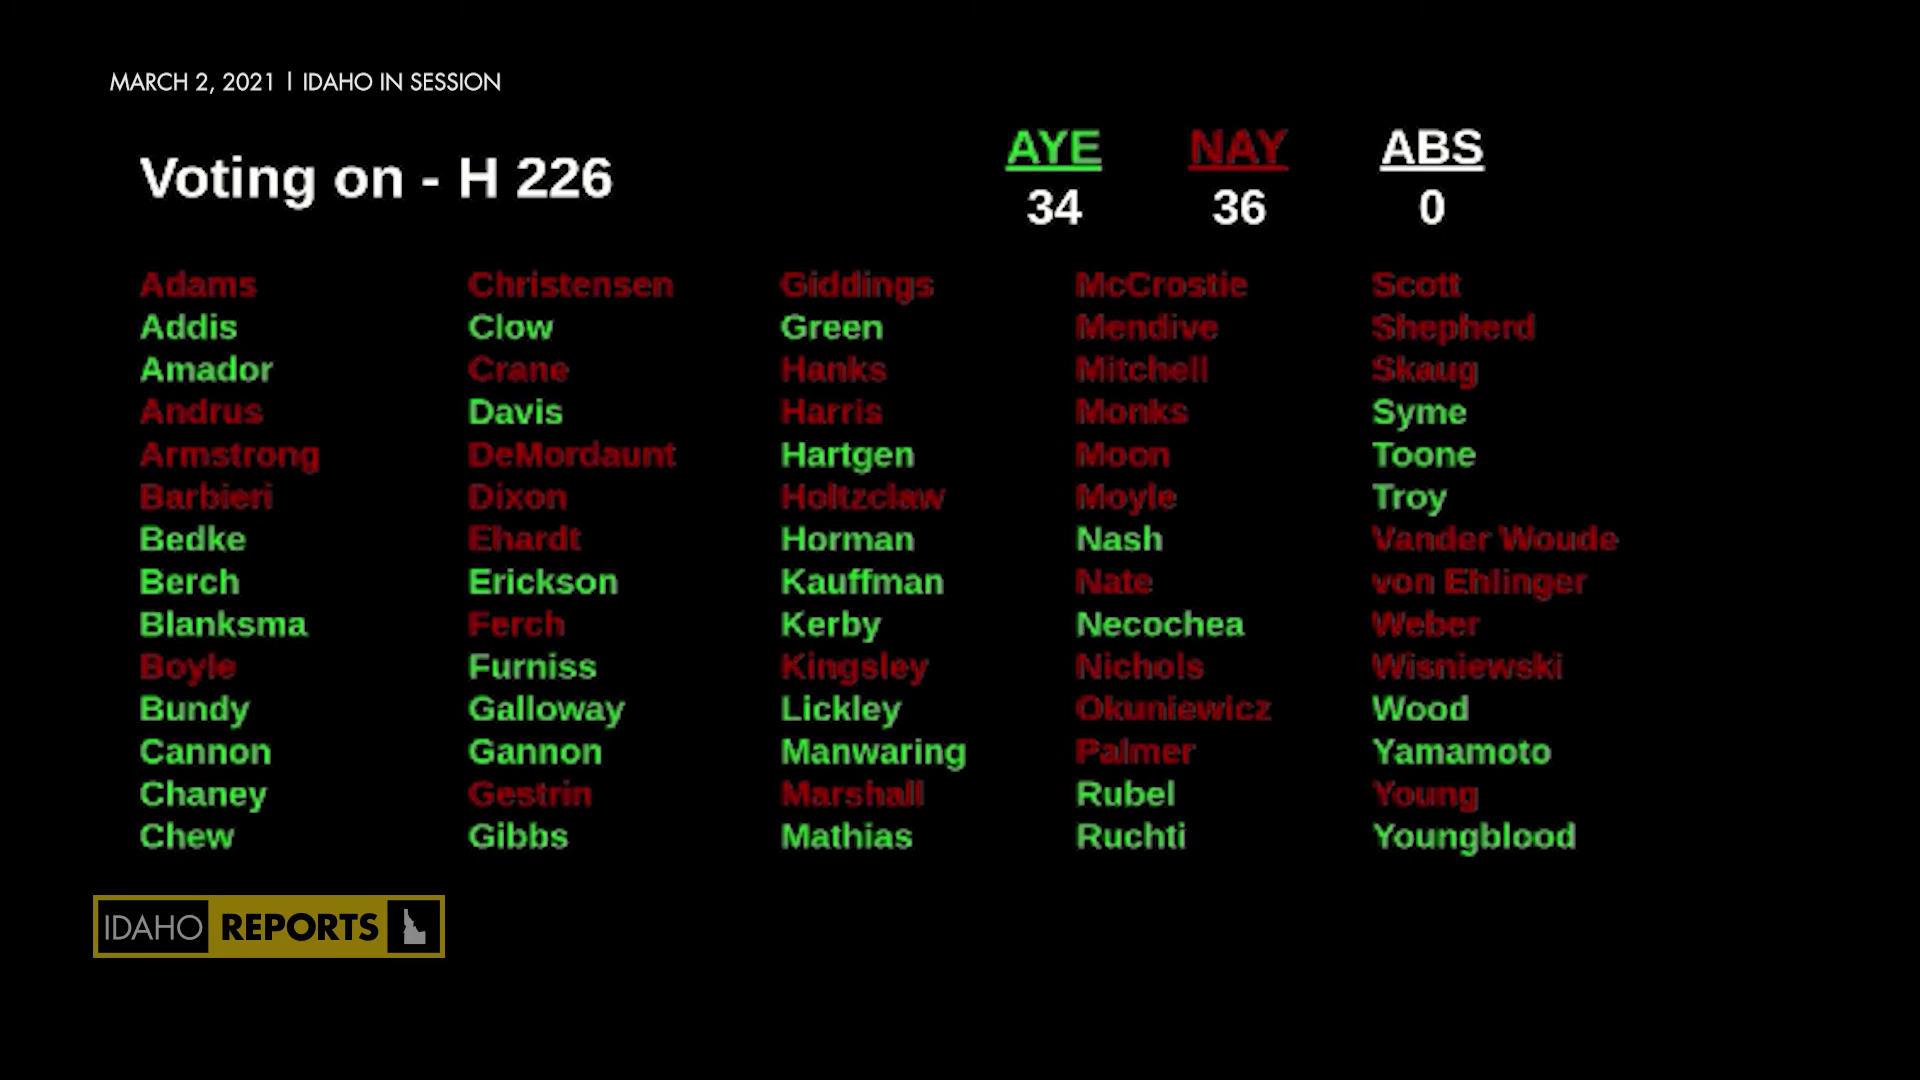 MARCH 2, 2021 | IDAHO IN SESSION
Voting on - H 226
AYE NAY ABS
34 36 0
Adams Christensen Giddings McCrostie Scott
Addis Clow Green Mendive Shepherd
Amador Crane Hanks Mitchell Skaug
Andrus Davis Harris Monks Syme
Armstrong DeMordaunt Hartgen Moon Toone
Barbieri Dixon Holtzclaw Moyle Troy
Bedke Ehardt Horman Nash Vander Woude
Berch Erickson Kauffman Nate von Ehlinger
Blanksma Ferch Kerby Necochea Weber
Boyle Furniss Kingsley Nichols Wisniewski
Bundy Galloway Lickley Okuniewicz Wood
Cannon Gannon Manwaring Palmer Yamamoto
Chaney Gestrin Marshall Rubel Young
Chew Gibbs Mathias Ruchti Youngblood
IDAHO REPORTS